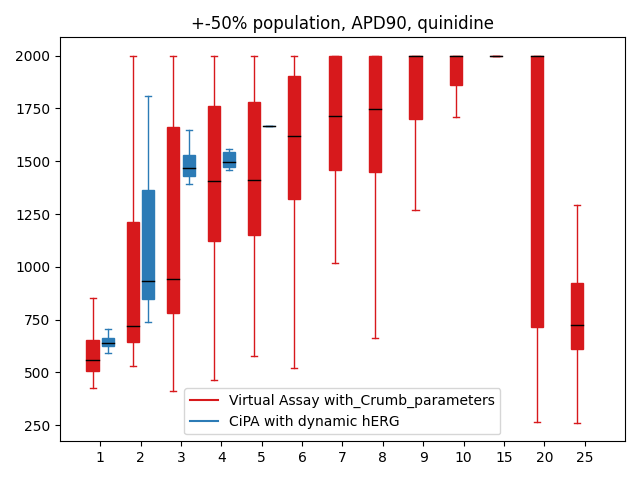 +-50% population, APD90, quinidine
2000
1750
1500
1250
1000
750
500
250
Virtual Assay with_Crumb_parameters
CiPA with dynamic hERG
1 2 3 4 5 6 7 8 9 10 15 20 25